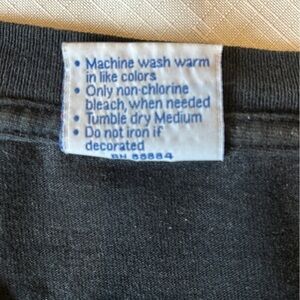 • Machine wash warm
in like colors
• Only non-chlorine
bleach, when needed
• Tumble dry Medium
• Do not iron if
decorated
RN 88884